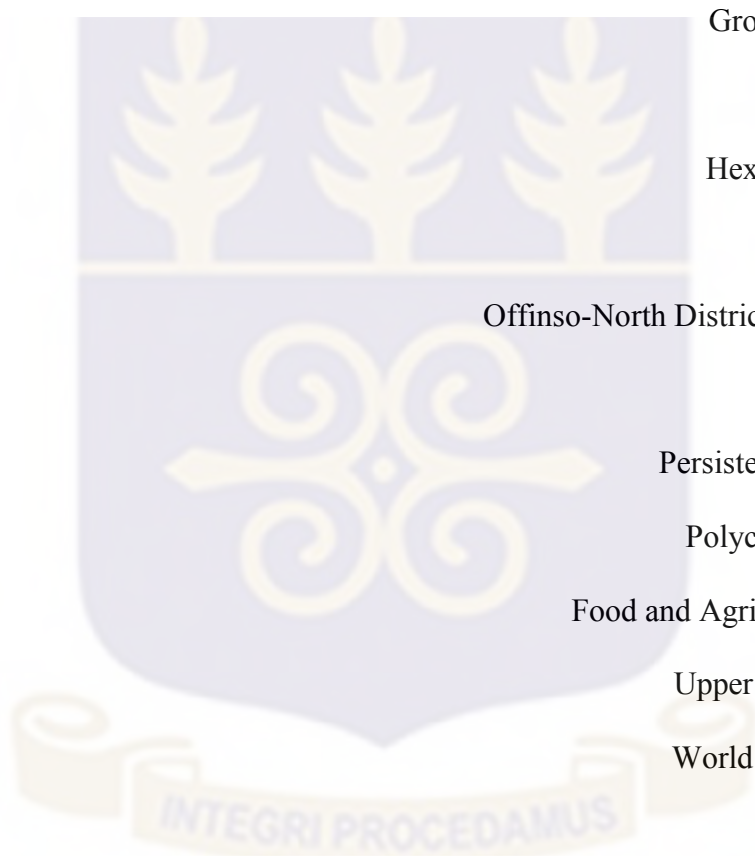 Gro
Hex
Offinso-North Distric
Persiste
Polyc
Food and Agri
Upper
World
INTEGRI PROCEDAMUS